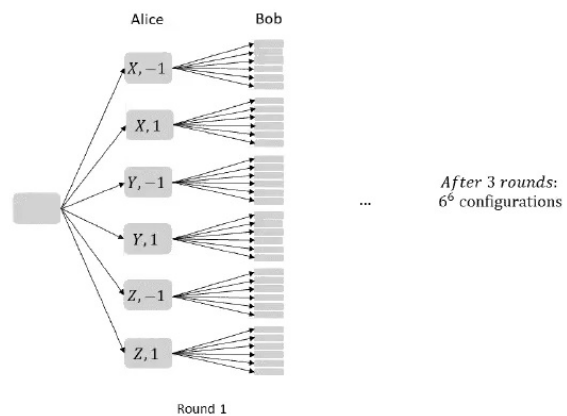 Alice
Bob
X, −1
X, 1
Y, −1
Y, 1
Z, −1
Z, 1
...
After 3 rounds:
6⁶ configurations
Round 1